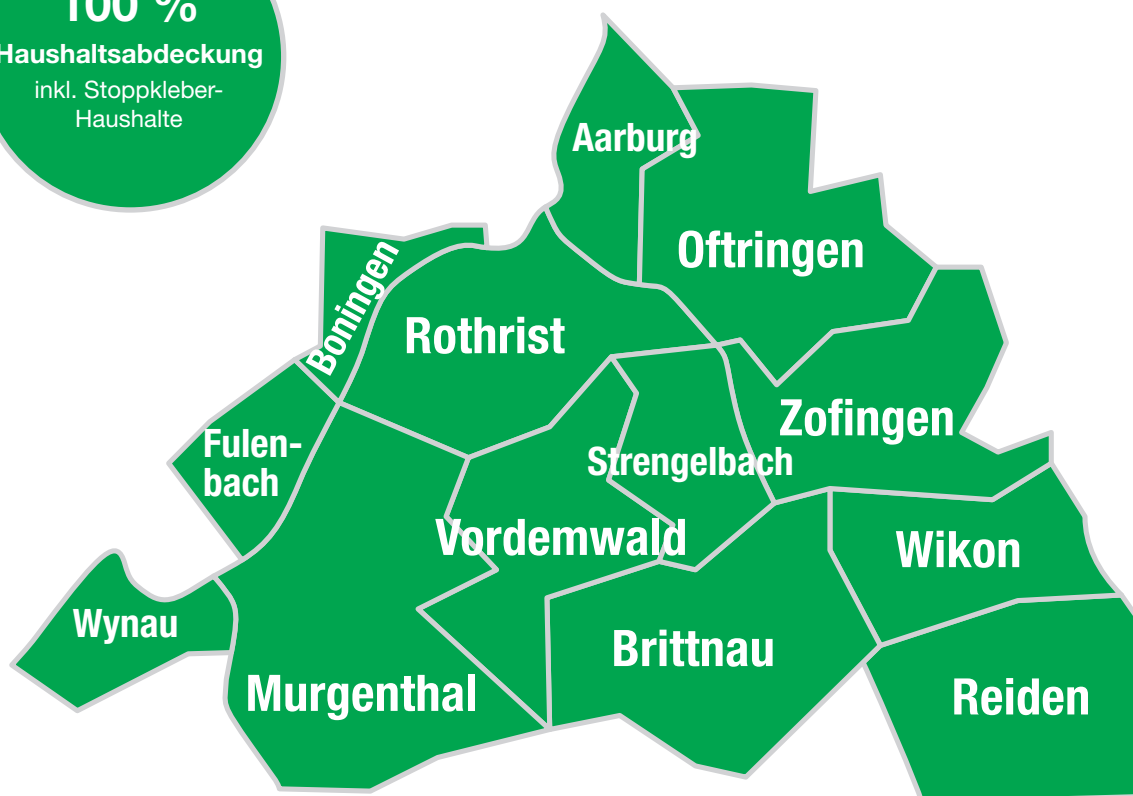 100 %
Haushaltsabdeckung
inkl. Stoppkleber-
Haushalte
Aarburg
Oftringen
Boningen
Rothrist
Zofingen
Fulen-
bach
Strengelbach
Vordemwald
Wikon
Wynau
Brittnau
Murgenthal
Reiden